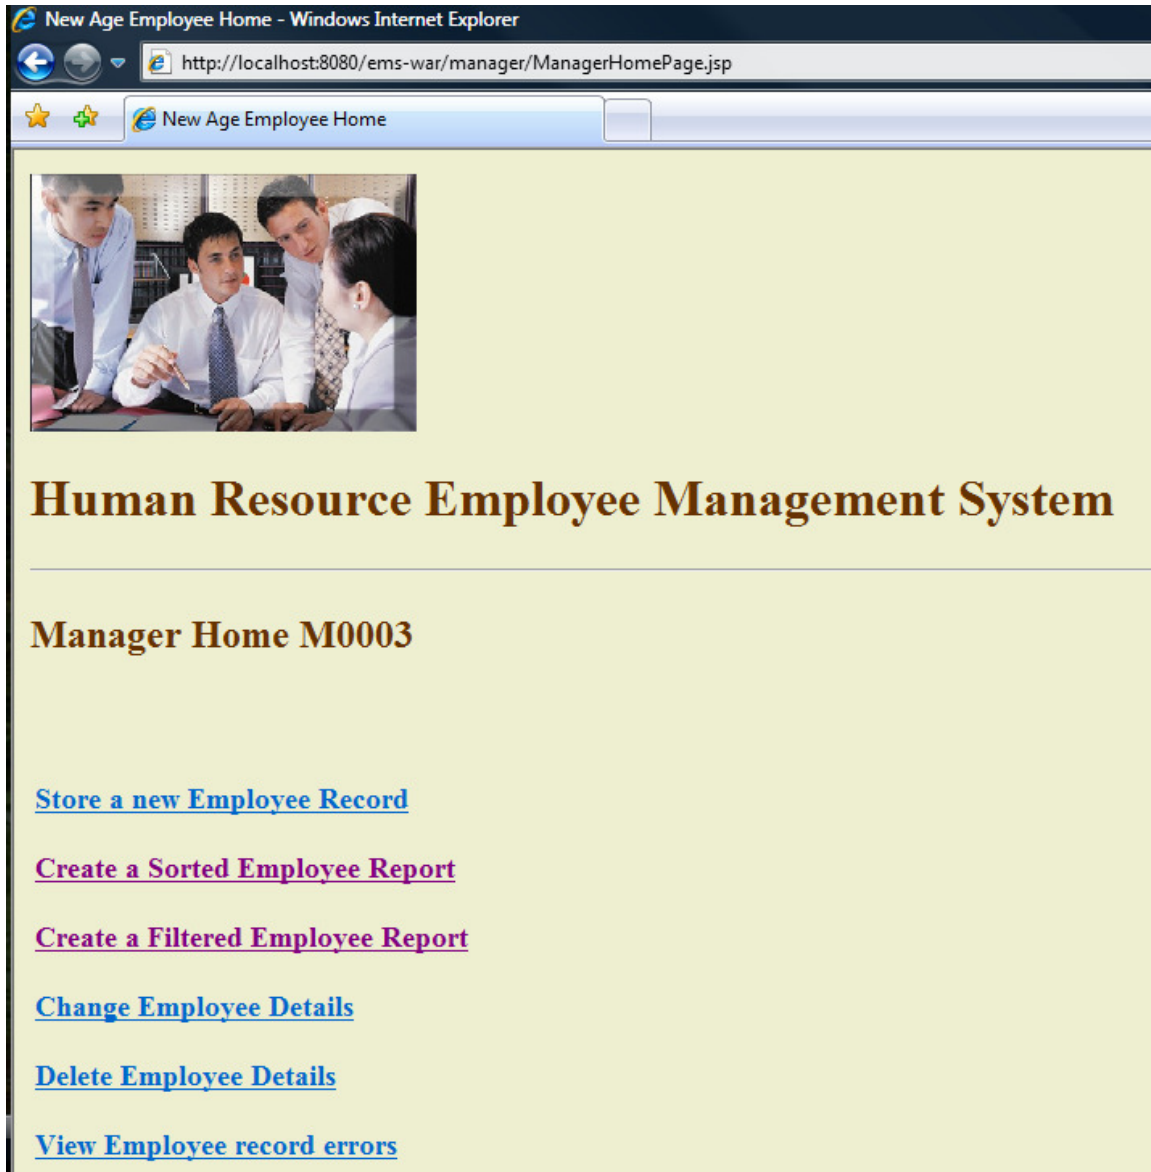 New Age Employee Home - Windows Internet Explorer
http://localhost:8080/ems-war/manager/ManagerHomePage.jsp
New Age Employee Home
Human Resource Employee Management System
Manager Home M0003
Store a new Employee Record
Create a Sorted Employee Report
Create a Filtered Employee Report
Change Employee Details
Delete Employee Details
View Employee record errors